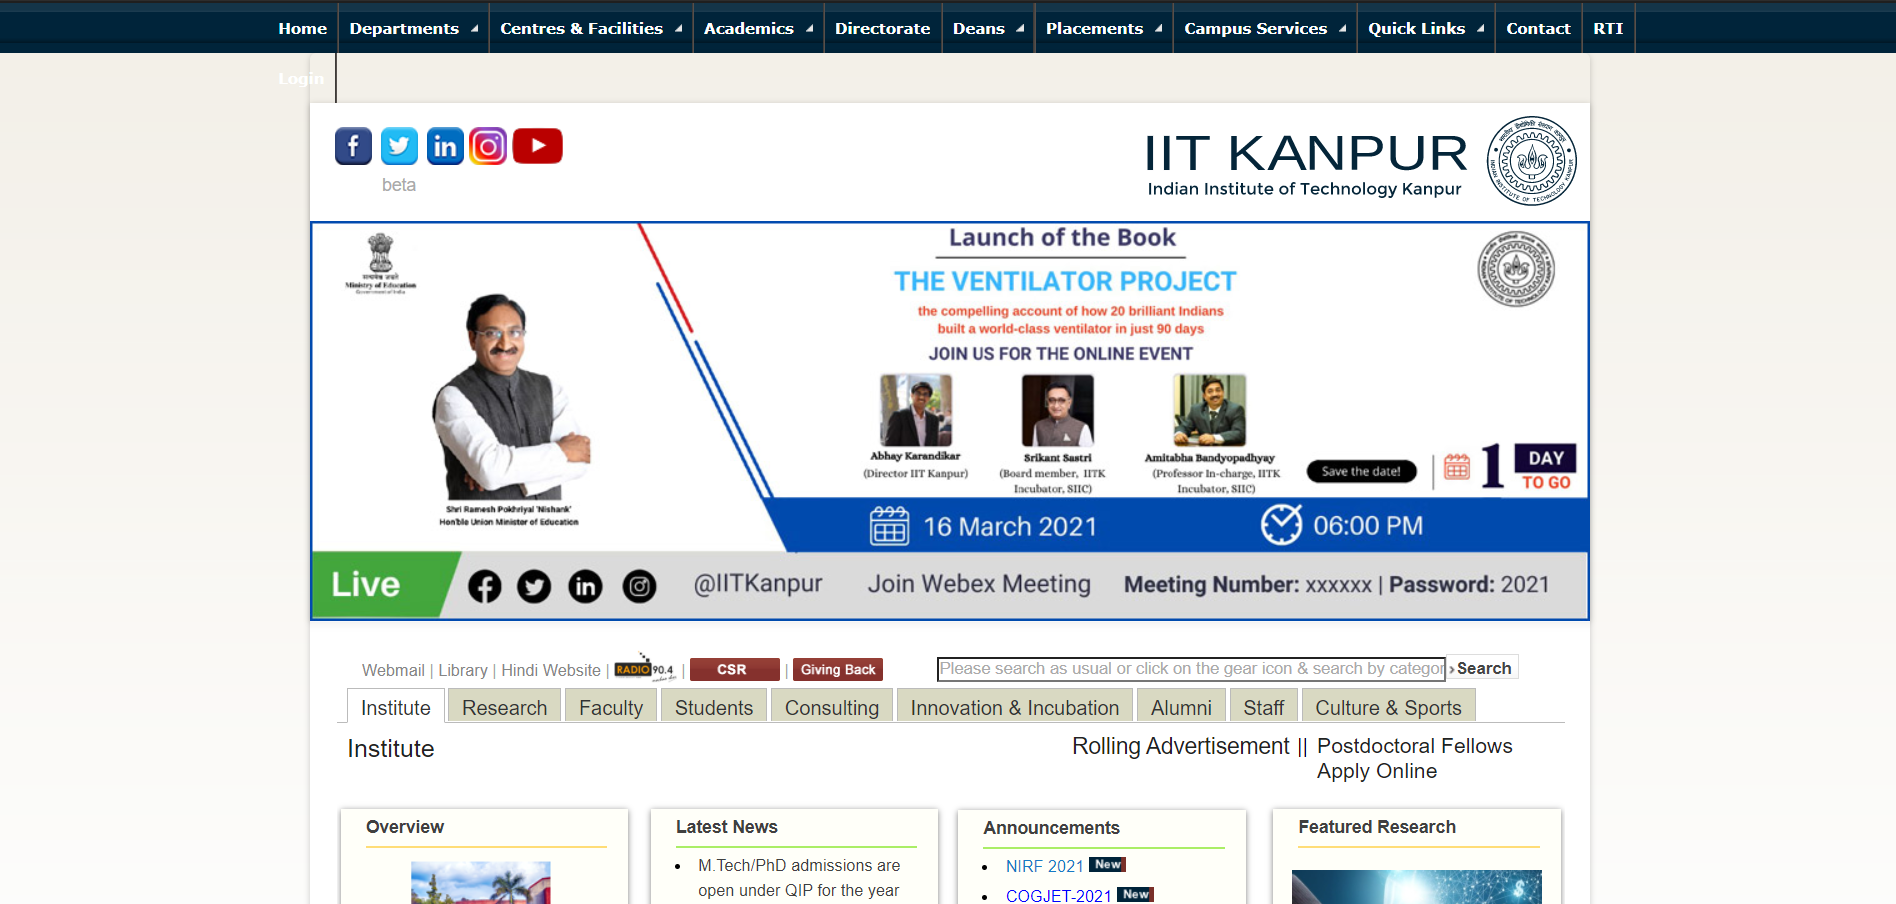 Home Departments Centres & Facilities Academics Directorate Deans Placements Campus Services Quick Links Contact RTI
Login
beta
IIT KANPUR
Indian Institute of Technology Kanpur
Launch of the Book
THE VENTILATOR PROJECT
the compelling account of how 20 brilliant Indians
built a world-class ventilator in just 90 days
JOIN US FOR THE ONLINE EVENT
सत्यमेव जयते
Ministry of Education
Government of India
Abhay Karandikar
(Director IIT Kanpur)
Srikant Sastri
(Board member, IITK
Incubator, SIIC)
Amitabha Bandyopadhyay
(Professor In-charge, IITK
Incubator, SIIC)
Save the date!
1 DAY
TO GO
Shri Ramesh Pokhriyal 'Nishank'
Hon'ble Union Minister of Education
16 March 2021 06:00 PM
Live @IITKanpur Join Webex Meeting Meeting Number: xxxxxx | Password: 2021
Webmail | Library | Hindi Website | RADIO 90.4 | CSR | Giving Back
Please search as usual or click on the gear icon & search by categor › Search
Institute Research Faculty Students Consulting Innovation & Incubation Alumni Staff Culture & Sports
Institute
Rolling Advertisement || Postdoctoral Fellows
Apply Online
Overview
Latest News
M.Tech/PhD admissions are
open under QIP for the year
Announcements
NIRF 2021 New
COGJET-2021 New
Featured Research